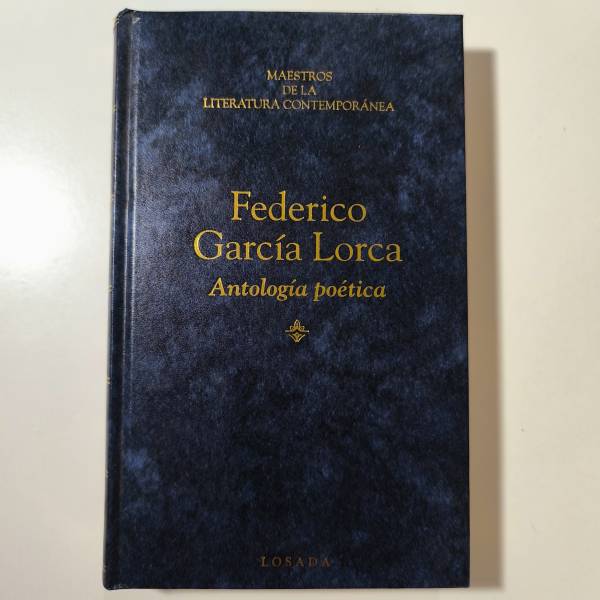 MAESTROS
DE LA
LITERATURA CONTEMPORÁNEA
Federico
García Lorca
Antología poética
LOSADA